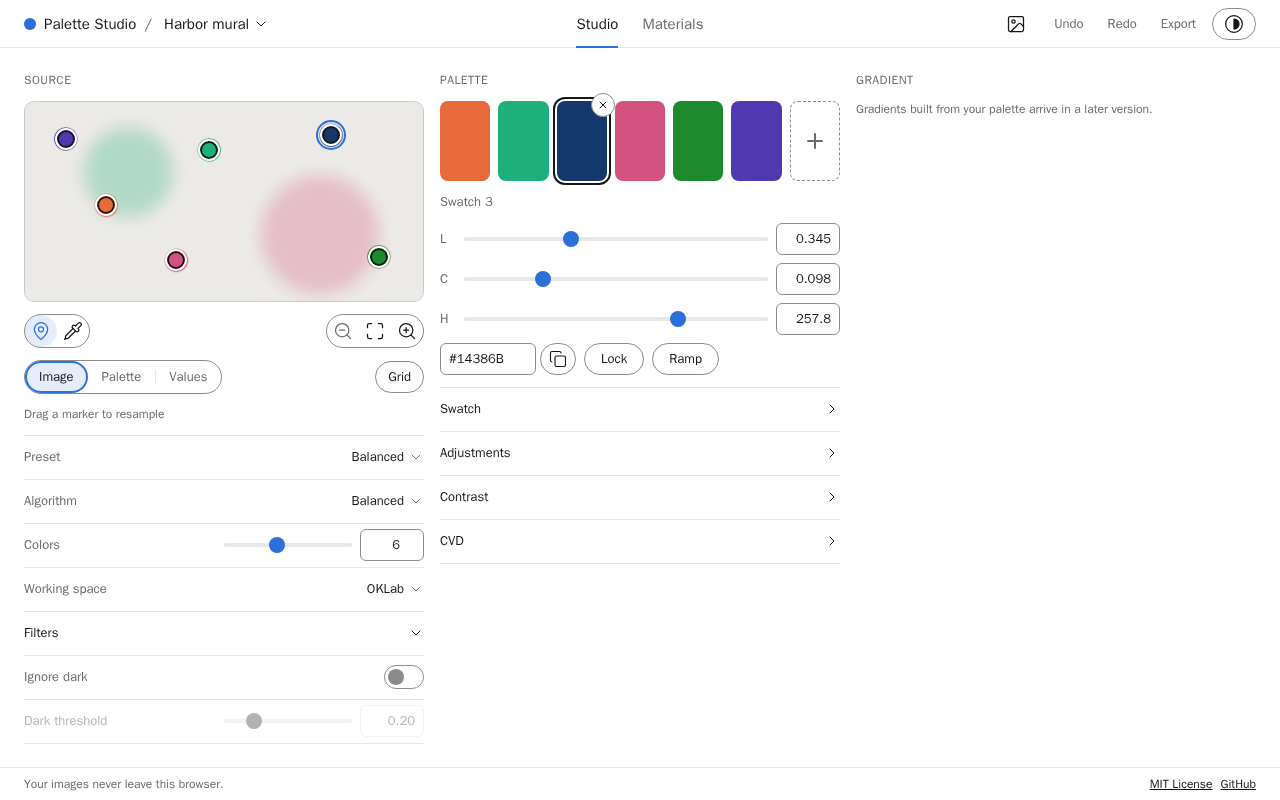 Palette Studio / Harbor mural
Studio Materials
Undo Redo Export
SOURCE
Image Palette Values Grid
Drag a marker to resample
Preset Balanced
Algorithm Balanced
Colors 6
Working space OKLab
Filters
Ignore dark
Dark threshold 0.20
PALETTE
Swatch 3
L 0.345
C 0.098
H 257.8
#14386B Lock Ramp
Swatch
Adjustments
Contrast
CVD
GRADIENT
Gradients built from your palette arrive in a later version.
Your images never leave this browser.
MIT License GitHub